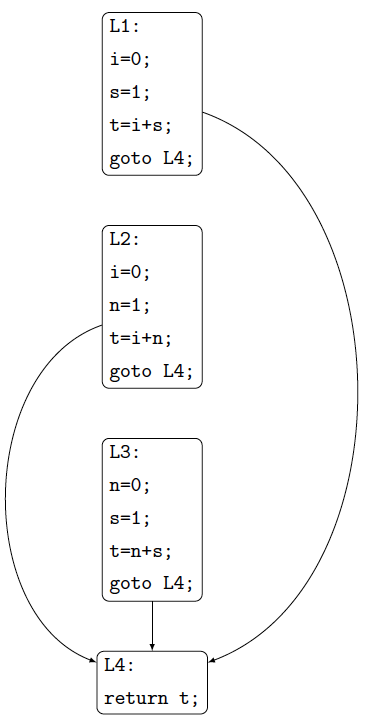 L1:
i=0;
s=1;
t=i+s;
goto L4;
L2:
i=0;
n=1;
t=i+n;
goto L4;
L3:
n=0;
s=1;
t=n+s;
goto L4;
L4:
return t;